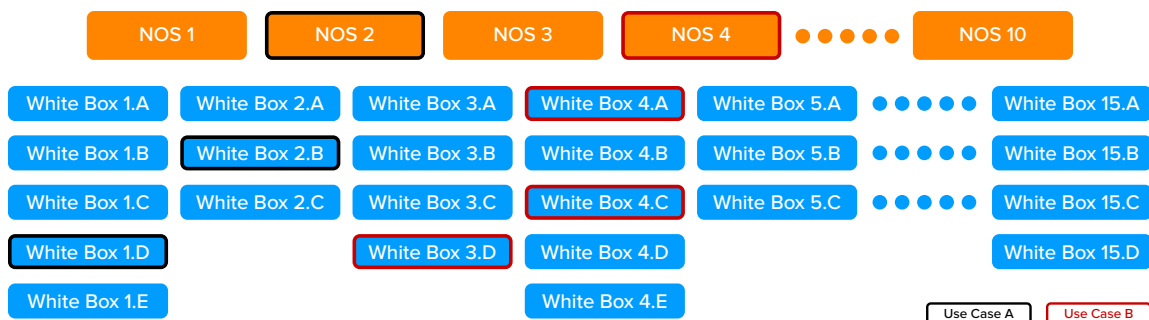 NOS 1 NOS 2 NOS 3 NOS 4 NOS 10
White Box 1.A White Box 2.A White Box 3.A White Box 4.A White Box 5.A White Box 15.A
White Box 1.B White Box 2.B White Box 3.B White Box 4.B White Box 5.B White Box 15.B
White Box 1.C White Box 2.C White Box 3.C White Box 4.C White Box 5.C White Box 15.C
White Box 1.D White Box 3.D White Box 4.D White Box 15.D
White Box 1.E White Box 4.E
Use Case A Use Case B